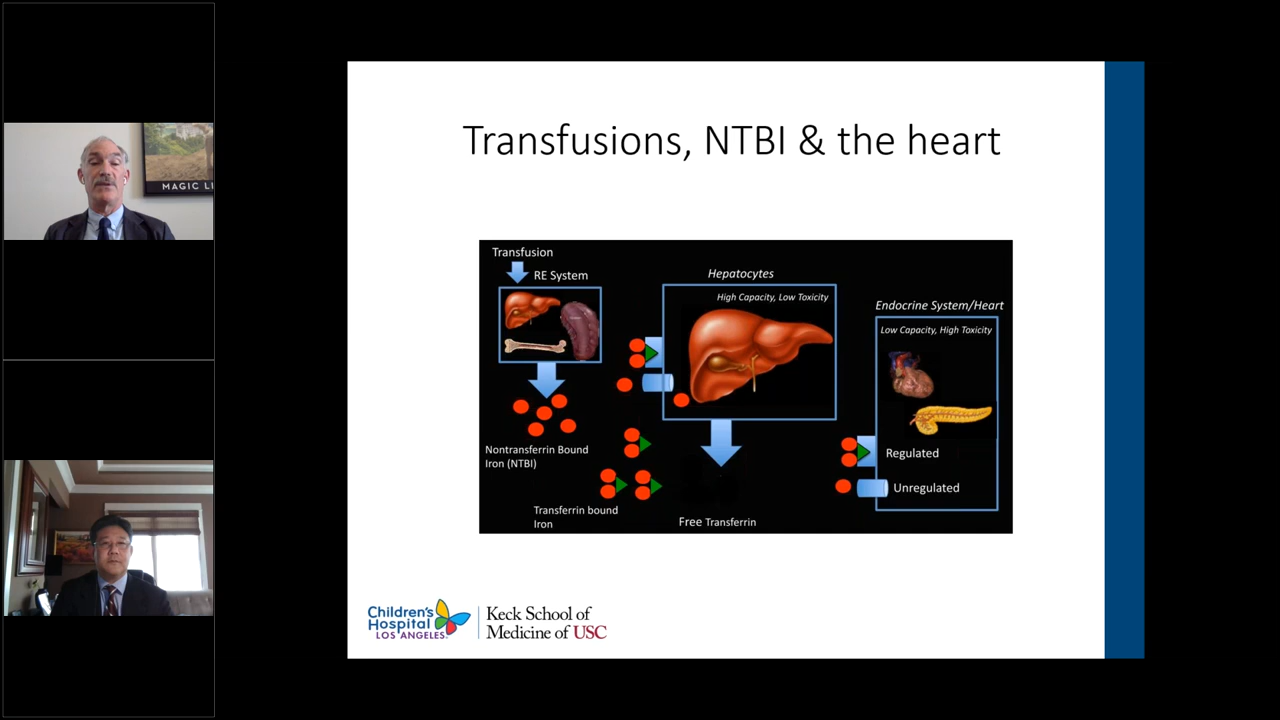 MAGIC
Transfusions, NTBI & the heart
Transfusion
RE System
Nontransferrin Bound
Iron (NTBI)
Transferrin bound
Iron
Hepatocytes
High Capacity, Low Toxicity
Free Transferrin
Endocrine System/Heart
Low Capacity, High Toxicity
Regulated
Unregulated
Children's
Hospital
LOS ANGELES
Keck School of
Medicine of USC